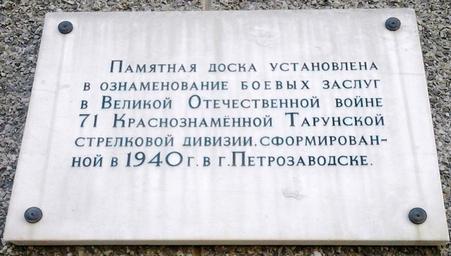 Памятная доска установлена
в ознаменование боевых заслуг
в Великой Отечественной войне
71 Краснознамённой Тарунской
стрелковой дивизии, сформирован-
ной в 1940 г. в г. Петрозаводске.